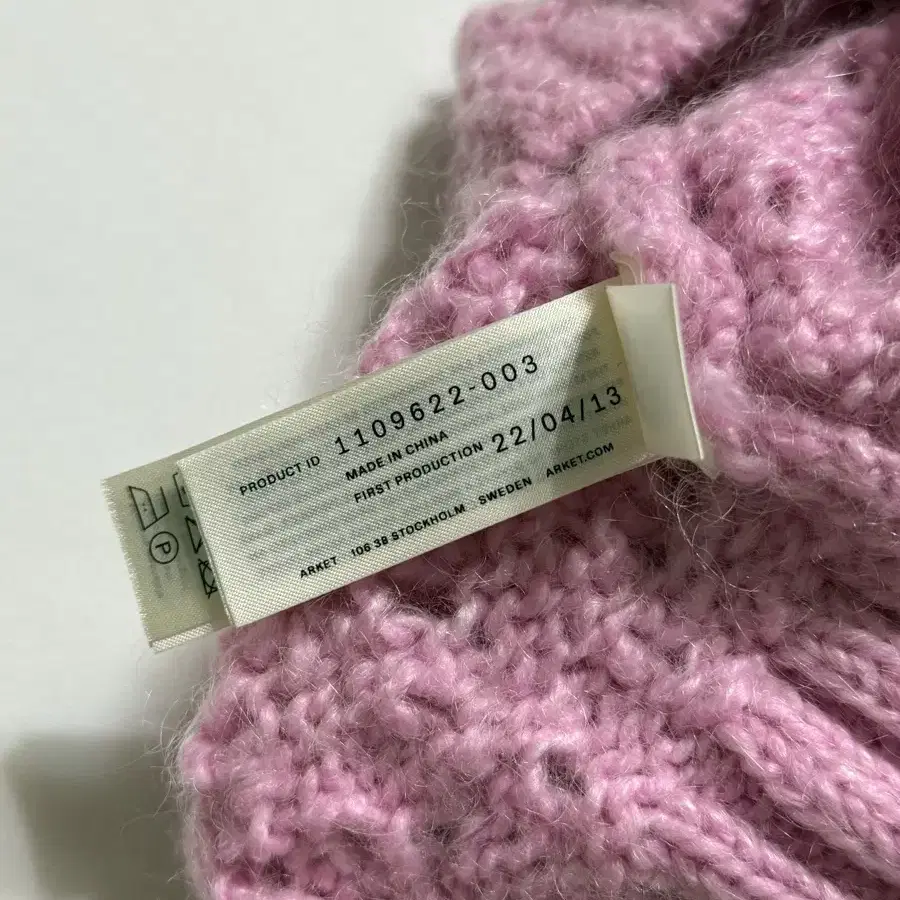 PRODUCT ID 1109622-003
MADE IN CHINA
FIRST PRODUCTION 22/04/13
ARKET 106 38 STOCKHOLM SWEDEN ARKET.COM
P